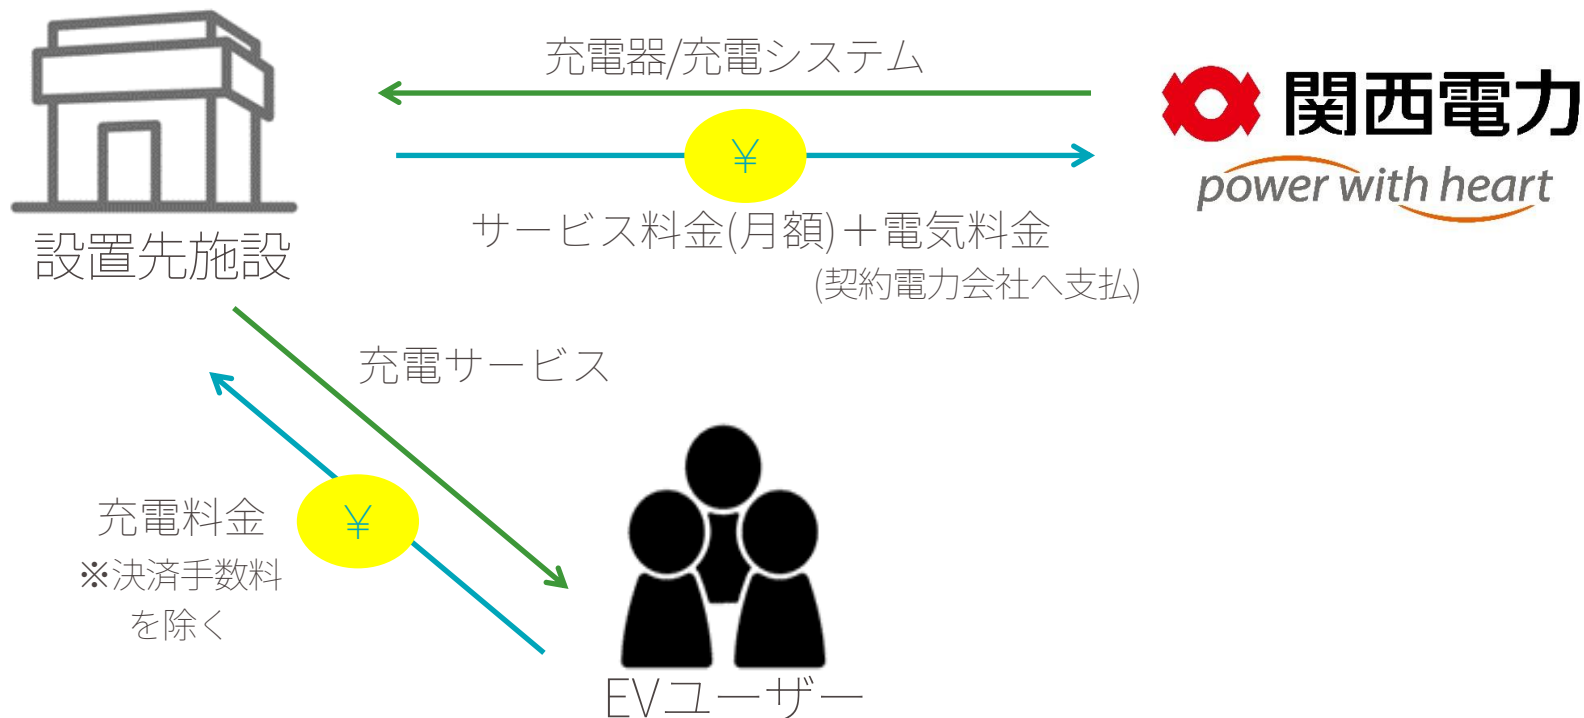 充電器/充電システム
関西電力
power with heart
¥
サービス料金(月額)＋電気料金
(契約電力会社へ支払)
設置先施設
充電サービス
充電料金
¥
※決済手数料
を除く
EVユーザー